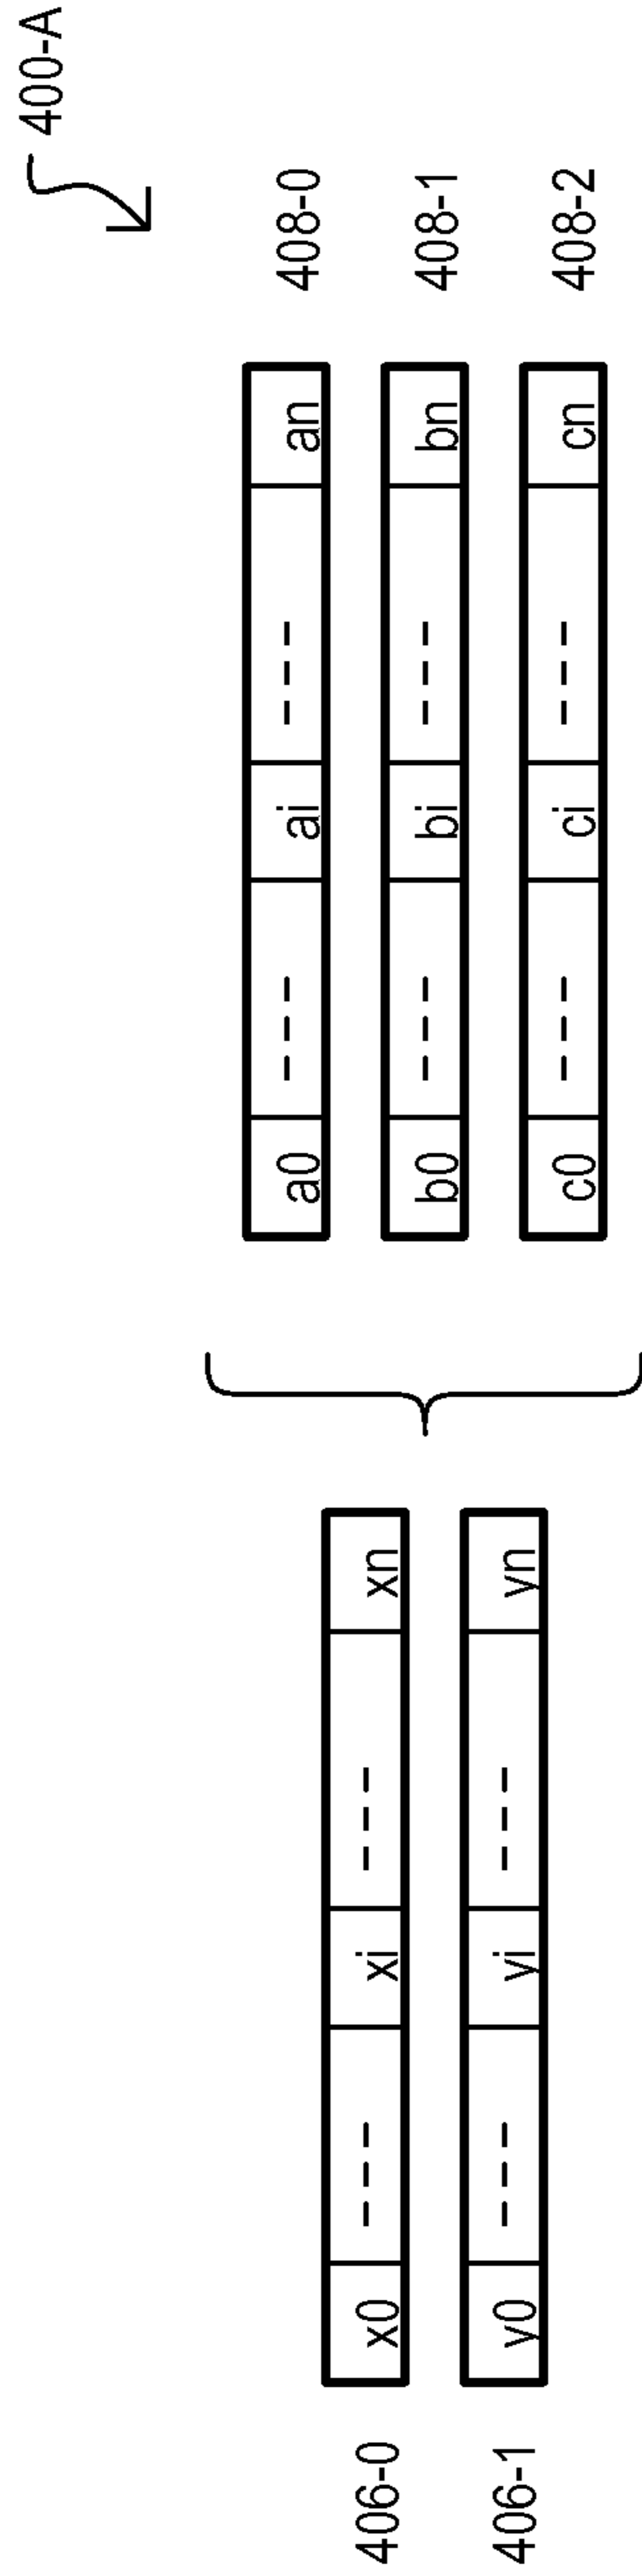 400-A
a0 --- ai --- an 408-0
x0 --- xi --- xn
406-0
b0 --- bi --- bn 408-1
y0 --- yi --- yn
406-1
c0 --- ci --- cn 408-2